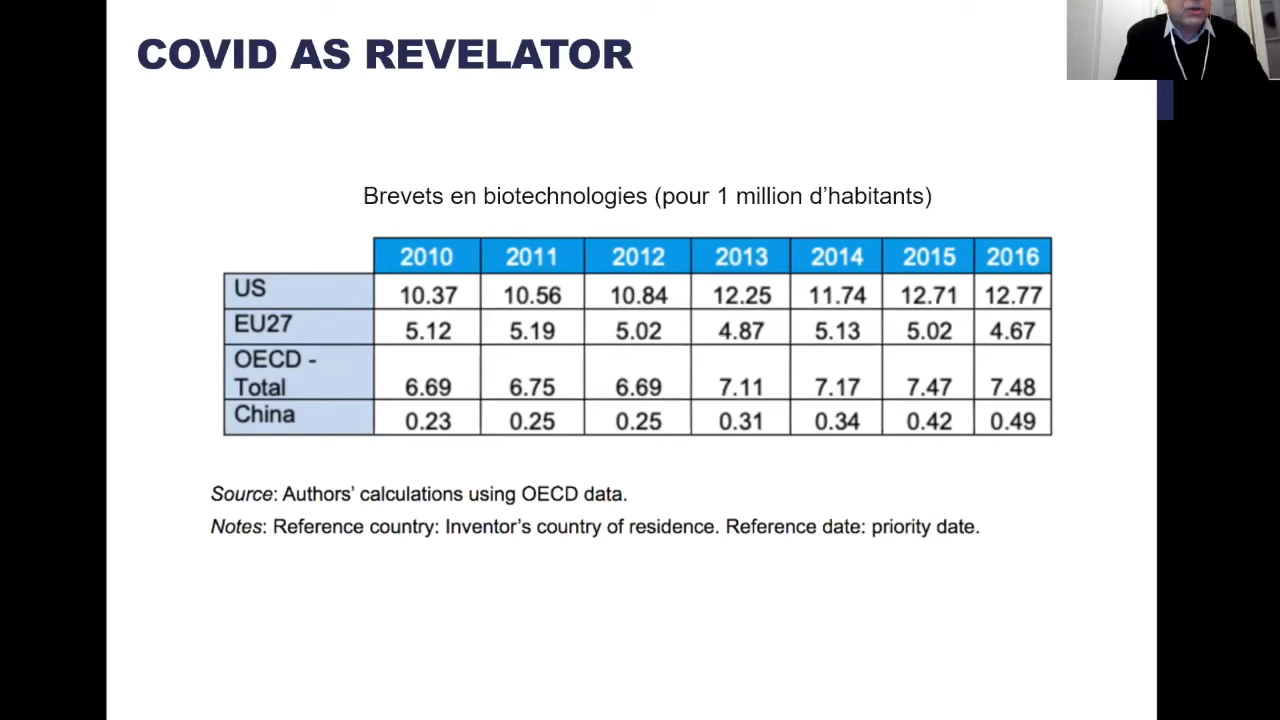 COVID AS REVELATOR
Brevets en biotechnologies (pour 1 million d’habitants)
2010 2011 2012 2013 2014 2015 2016
US 10.37 10.56 10.84 12.25 11.74 12.71 12.77
EU27 5.12 5.19 5.02 4.87 5.13 5.02 4.67
OECD -
Total 6.69 6.75 6.69 7.11 7.17 7.47 7.48
China 0.23 0.25 0.25 0.31 0.34 0.42 0.49
Source: Authors’ calculations using OECD data.
Notes: Reference country: Inventor’s country of residence. Reference date: priority date.